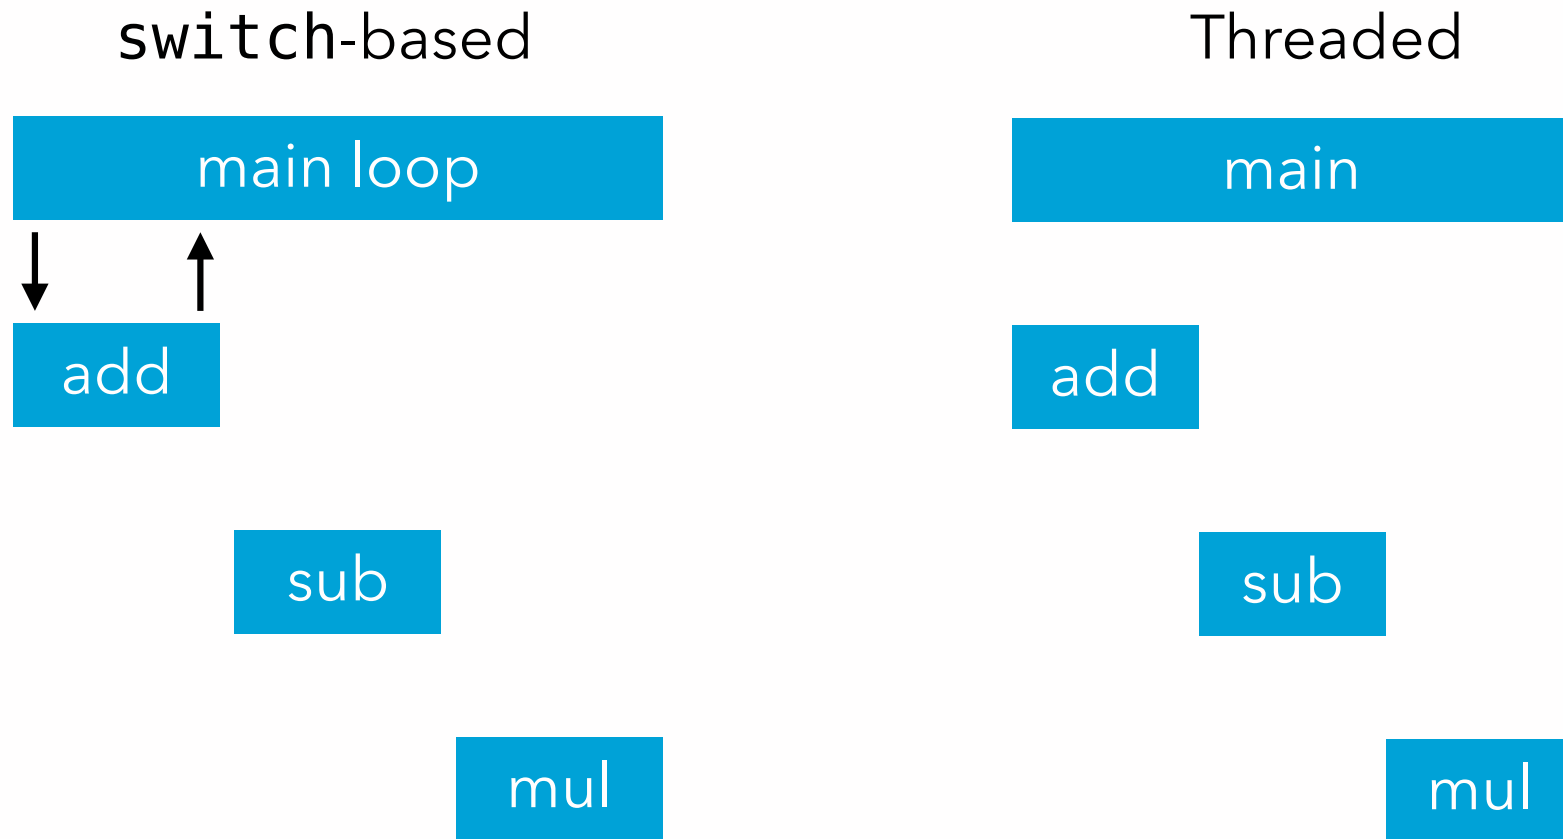 switch-based
main loop
add
sub
mul
Threaded
main
add
sub
mul